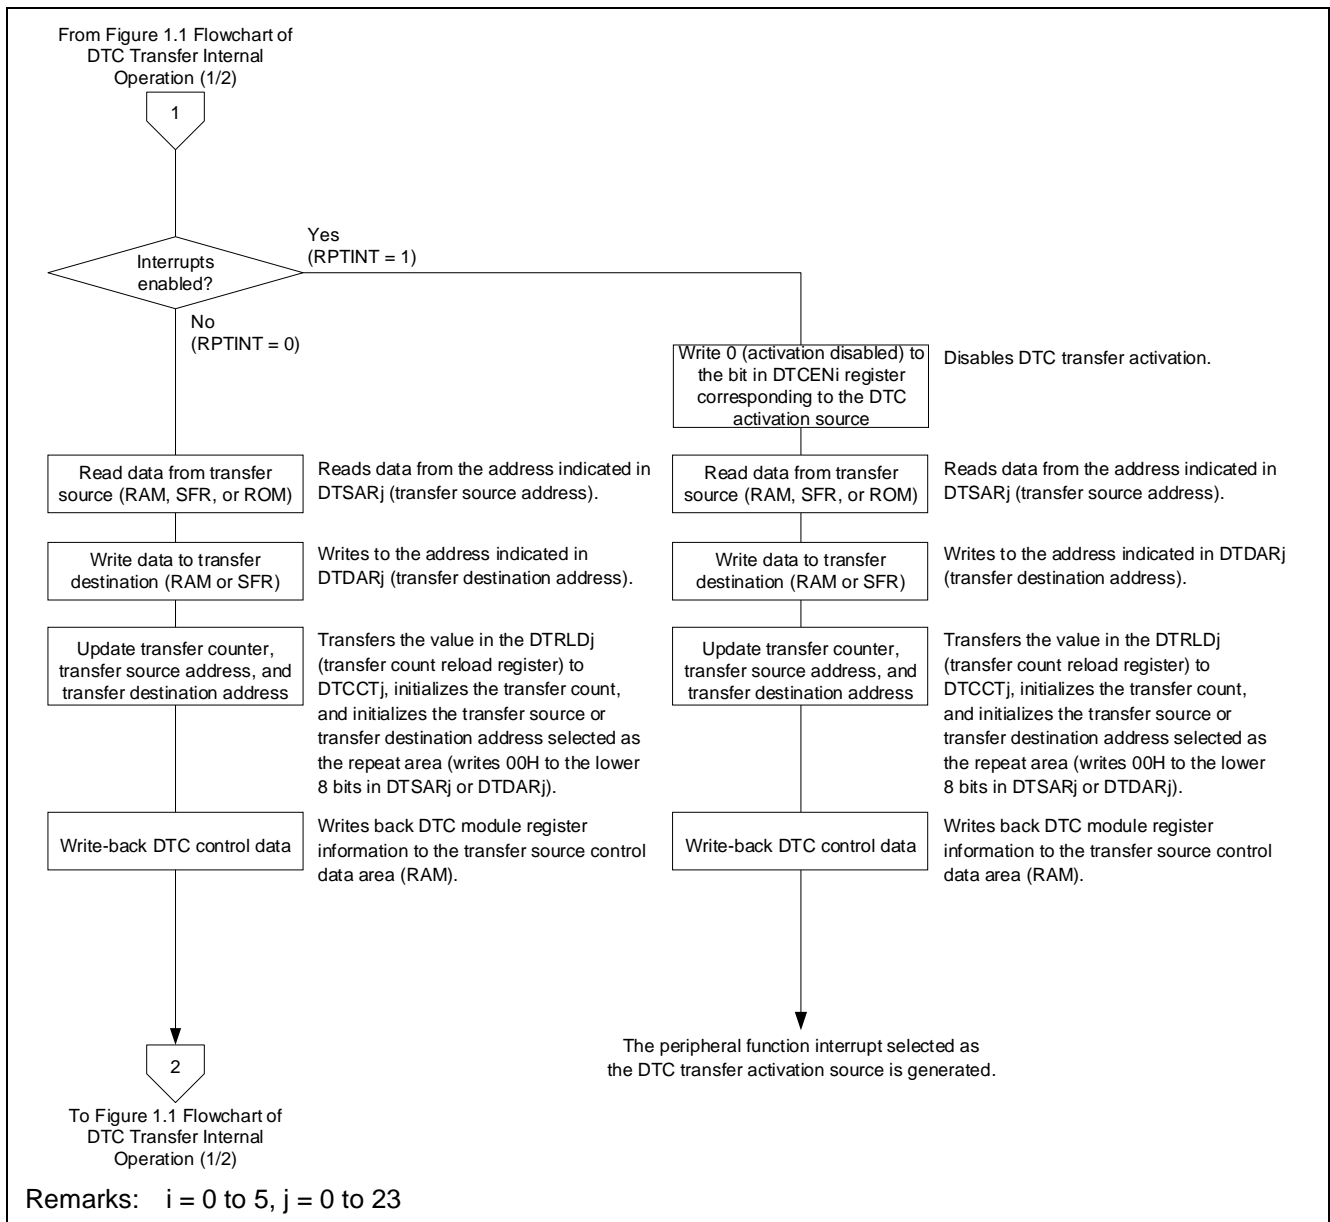 From Figure 1.1 Flowchart of
DTC Transfer Internal
Operation (1/2)
1
Interrupts
enabled?
Yes
(RPTINT = 1)
No
(RPTINT = 0)
Write 0 (activation disabled) to
the bit in DTCENi register
corresponding to the DTC
activation source
Disables DTC transfer activation.
Read data from transfer
source (RAM, SFR, or ROM)
Reads data from the address indicated in
DTSARj (transfer source address).
Read data from transfer
source (RAM, SFR, or ROM)
Reads data from the address indicated in
DTSARj (transfer source address).
Write data to transfer
destination (RAM or SFR)
Writes to the address indicated in
DTDARj (transfer destination address).
Write data to transfer
destination (RAM or SFR)
Writes to the address indicated in DTDARj
(transfer destination address).
Update transfer counter,
transfer source address, and
transfer destination address
Transfers the value in the DTRLDj
(transfer count reload register) to
DTCCTj, initializes the transfer count,
and initializes the transfer source or
transfer destination address selected as
the repeat area (writes 00H to the lower
8 bits in DTSARj or DTDARj).
Update transfer counter,
transfer source address, and
transfer destination address
Transfers the value in the DTRLDj
(transfer count reload register) to
DTCCTj, initializes the transfer count,
and initializes the transfer source or
transfer destination address selected as
the repeat area (writes 00H to the lower
8 bits in DTSARj or DTDARj).
Write-back DTC control data
Writes back DTC module register
information to the transfer source control
data area (RAM).
Write-back DTC control data
Writes back DTC module register
information to the transfer source control
data area (RAM).
The peripheral function interrupt selected as
the DTC transfer activation source is generated.
2
To Figure 1.1 Flowchart of
DTC Transfer Internal
Operation (1/2)
Remarks: i = 0 to 5, j = 0 to 23